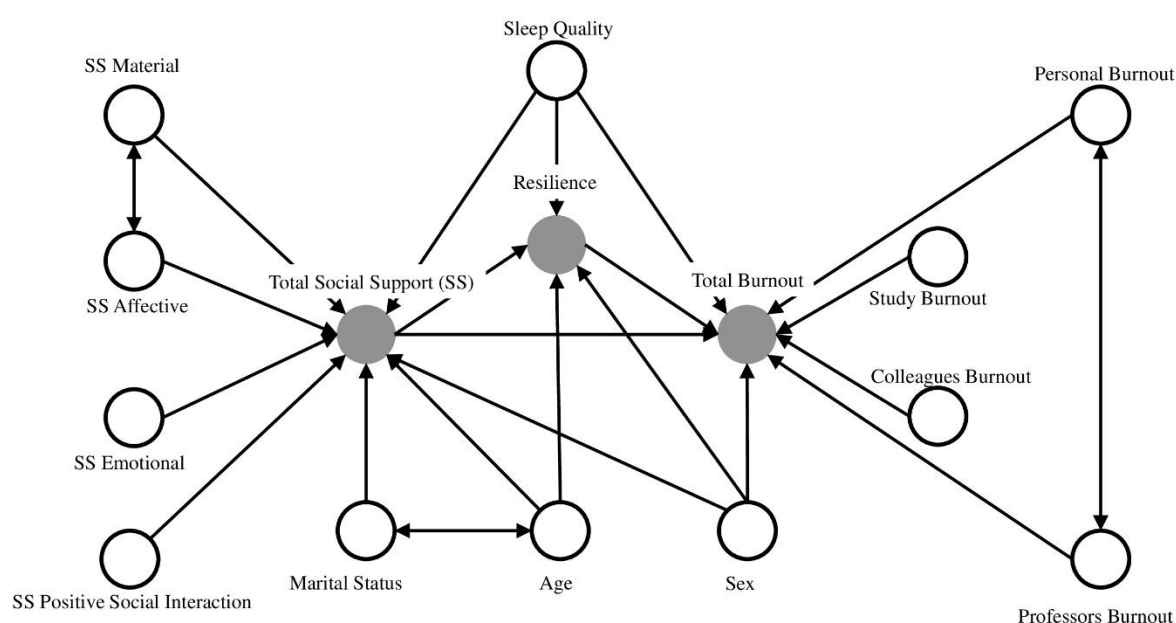 Sleep Quality
SS Material
Personal Burnout
Resilience
Total Social Support (SS)
Total Burnout
SS Affective
Study Burnout
Colleagues Burnout
SS Emotional
Marital Status
Age
Sex
SS Positive Social Interaction
Professors Burnout